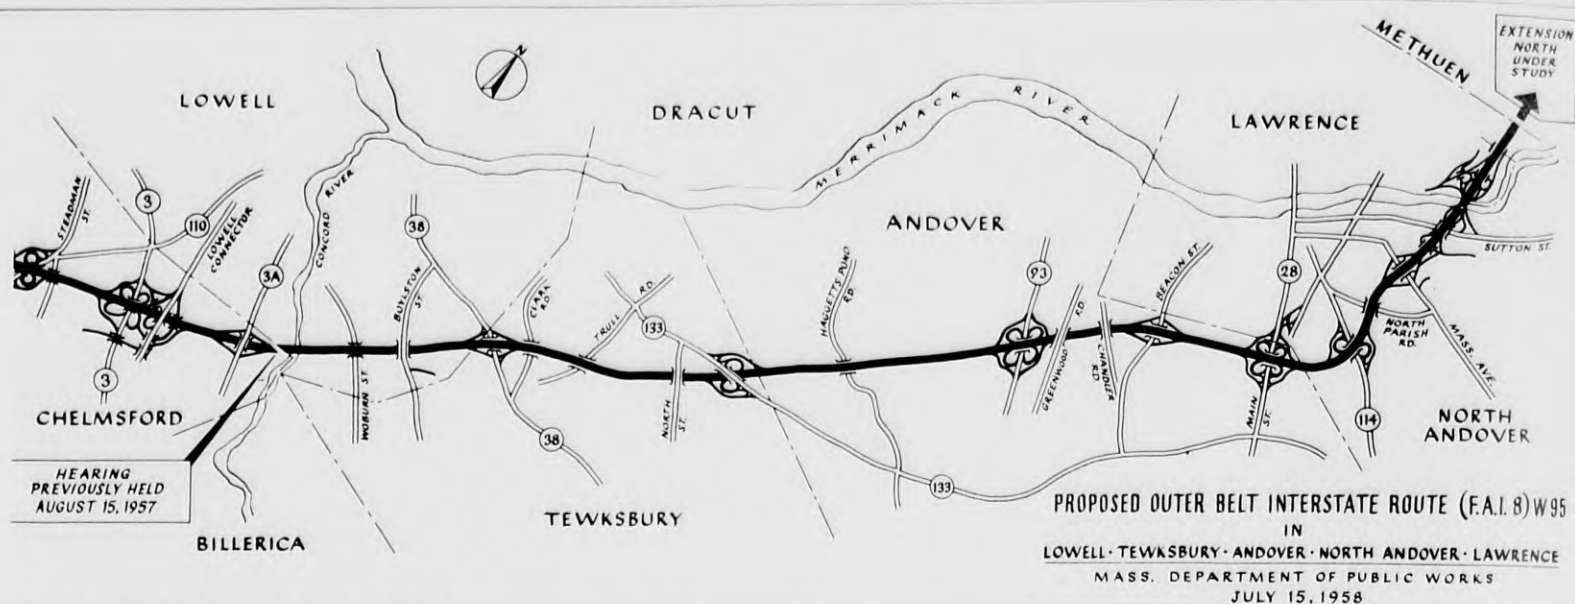 METHUEN
EXTENSION
NORTH
UNDER
STUDY
N
LOWELL
DRACUT
MERRIMACK RIVER
LAWRENCE
STEADMAN
ST.
3
110
LOWELL
CONNECTOR
3A
CONCORD
RIVER
38
BOYLSTON
ST.
CLARK
RD.
TRULL RD.
133
HAGGETTS POND
RD.
ANDOVER
93
GREENWOOD RD.
CHANDLER
RD.
BEACON ST.
28
SUTTON ST.
NORTH
PARISH
RD.
MASS. AVE.
3
CHELMSFORD
WOBURN ST.
38
NORTH
ST.
133
MAIN
ST.
114
NORTH
ANDOVER
HEARING
PREVIOUSLY HELD
AUGUST 15, 1957
BILLERICA
TEWKSBURY
PROPOSED OUTER BELT INTERSTATE ROUTE (F.A.I. 8) W 95
IN
LOWELL · TEWKSBURY · ANDOVER · NORTH ANDOVER · LAWRENCE
MASS. DEPARTMENT OF PUBLIC WORKS
JULY 15, 1958